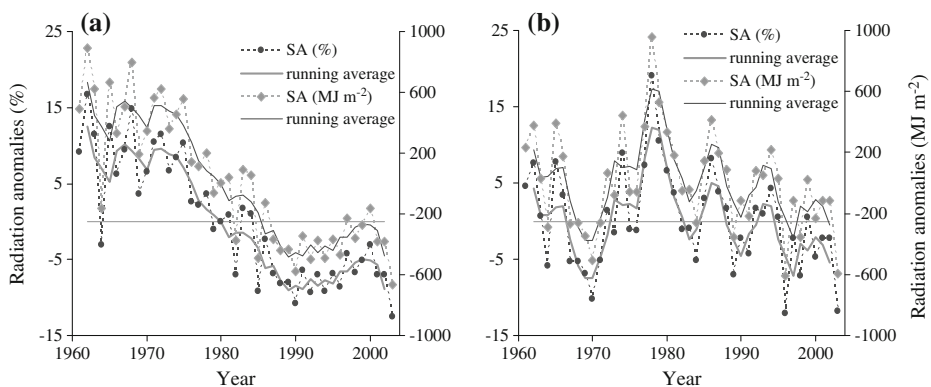 (a)
25
15
5
-5
-15
Radiation anomalies (%)
1000
600
200
-200
-600
-1000
SA (%)
running average
SA (MJ m-2)
running average
1960
1970
1980
1990
2000
Year
(b)
25
15
5
-5
-15
1000
600
200
-200
-600
-1000
Radiation anomalies (MJ m-2)
SA (%)
running average
SA (MJ m-2)
running average
1960
1970
1980
1990
2000
Year